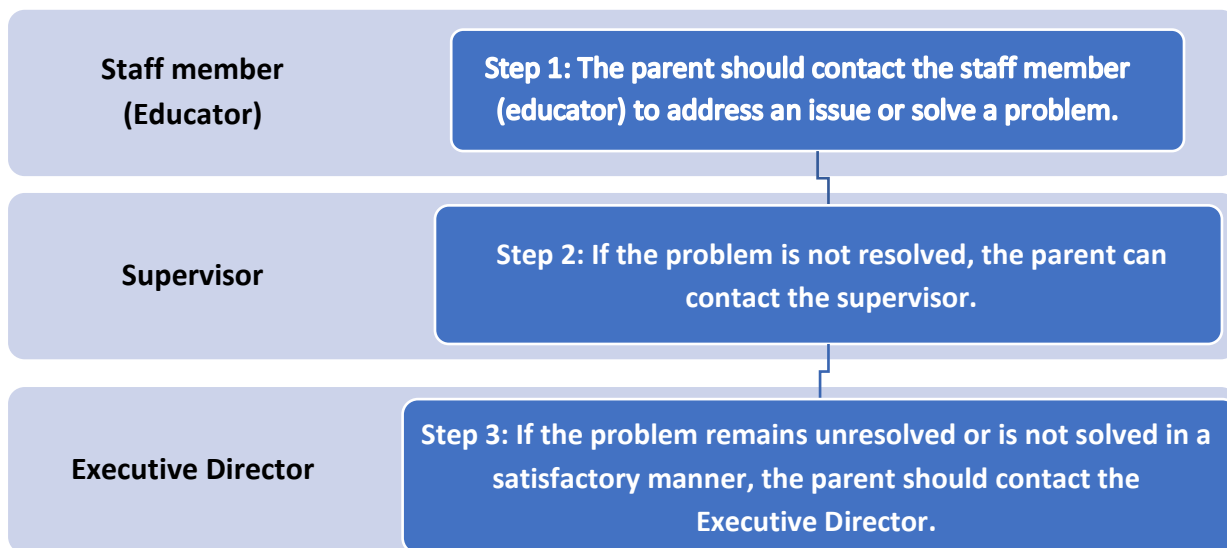 Staff member
(Educator)
Step 1: The parent should contact the staff member
(educator) to address an issue or solve a problem.
Supervisor
Step 2: If the problem is not resolved, the parent can
contact the supervisor.
Executive Director
Step 3: If the problem remains unresolved or is not solved in a
satisfactory manner, the parent should contact the
Executive Director.